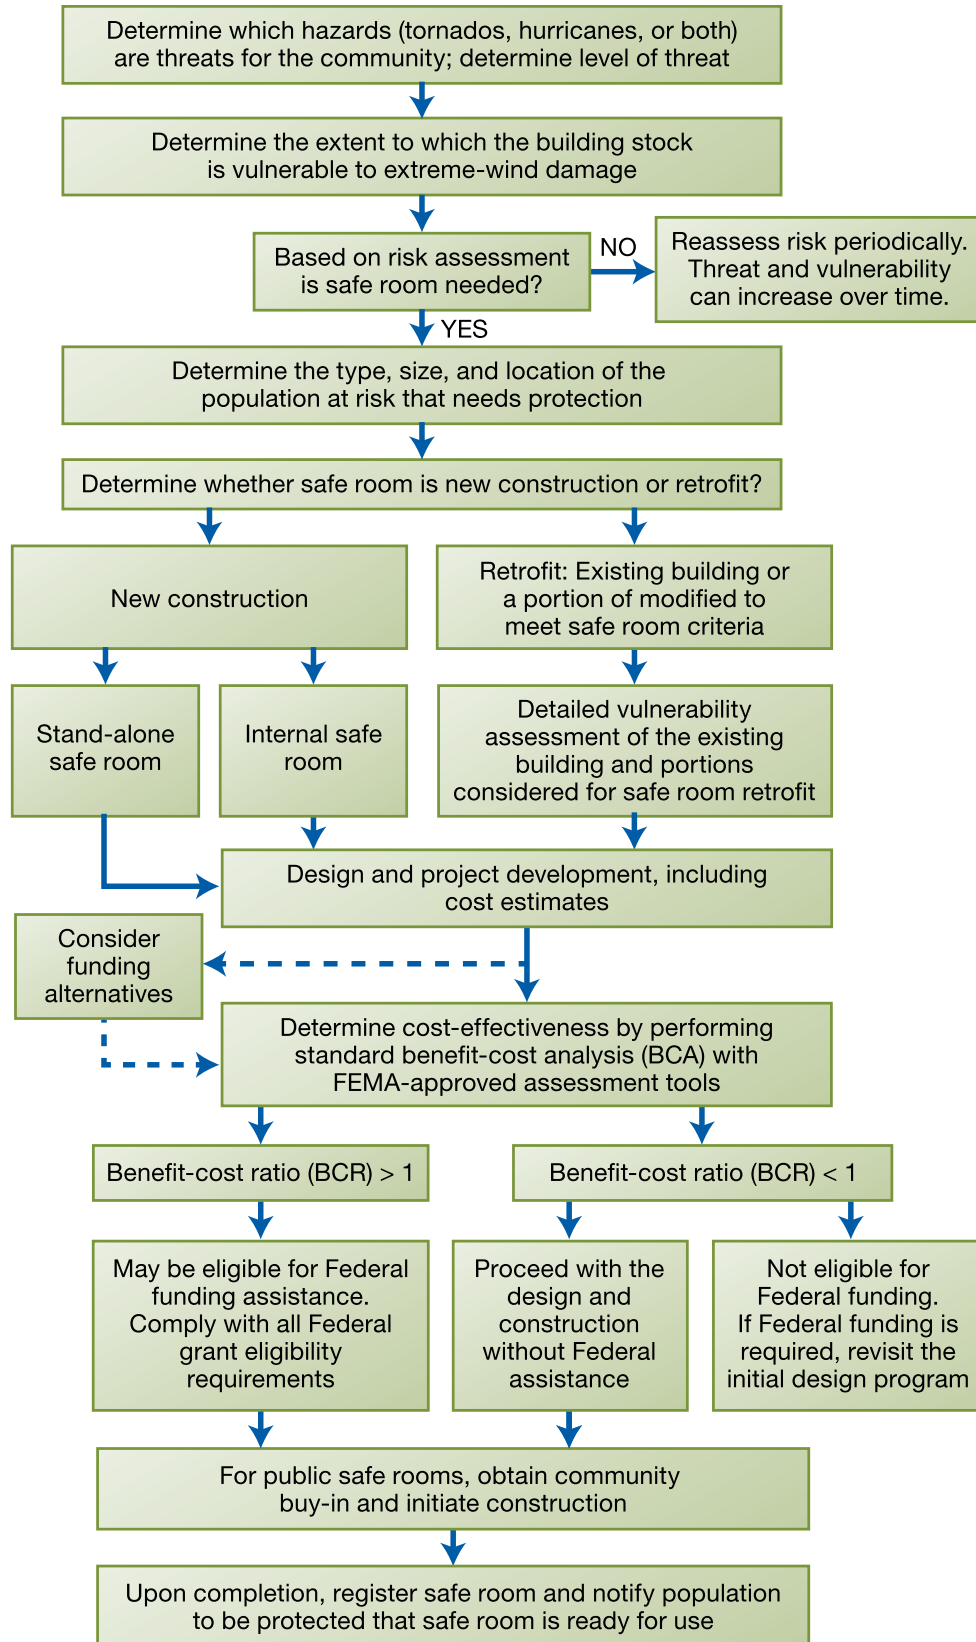 Determine which hazards (tornados, hurricanes, or both)
are threats for the community; determine level of threat
Determine the extent to which the building stock
is vulnerable to extreme-wind damage
Based on risk assessment
is safe room needed?
NO
Reassess risk periodically.
Threat and vulnerability
can increase over time.
YES
Determine the type, size, and location of the
population at risk that needs protection
Determine whether safe room is new construction or retrofit?
New construction
Retrofit: Existing building or
a portion of modified to
meet safe room criteria
Stand-alone
safe room
Internal safe
room
Detailed vulnerability
assessment of the existing
building and portions
considered for safe room retrofit
Design and project development, including
cost estimates
Consider
funding
alternatives
Determine cost-effectiveness by performing
standard benefit-cost analysis (BCA) with
FEMA-approved assessment tools
Benefit-cost ratio (BCR) > 1
Benefit-cost ratio (BCR) < 1
May be eligible for Federal
funding assistance.
Comply with all Federal
grant eligibility
requirements
Proceed with the
design and
construction
without Federal
assistance
Not eligible for
Federal funding.
If Federal funding is
required, revisit the
initial design program
For public safe rooms, obtain community
buy-in and initiate construction
Upon completion, register safe room and notify population
to be protected that safe room is ready for use